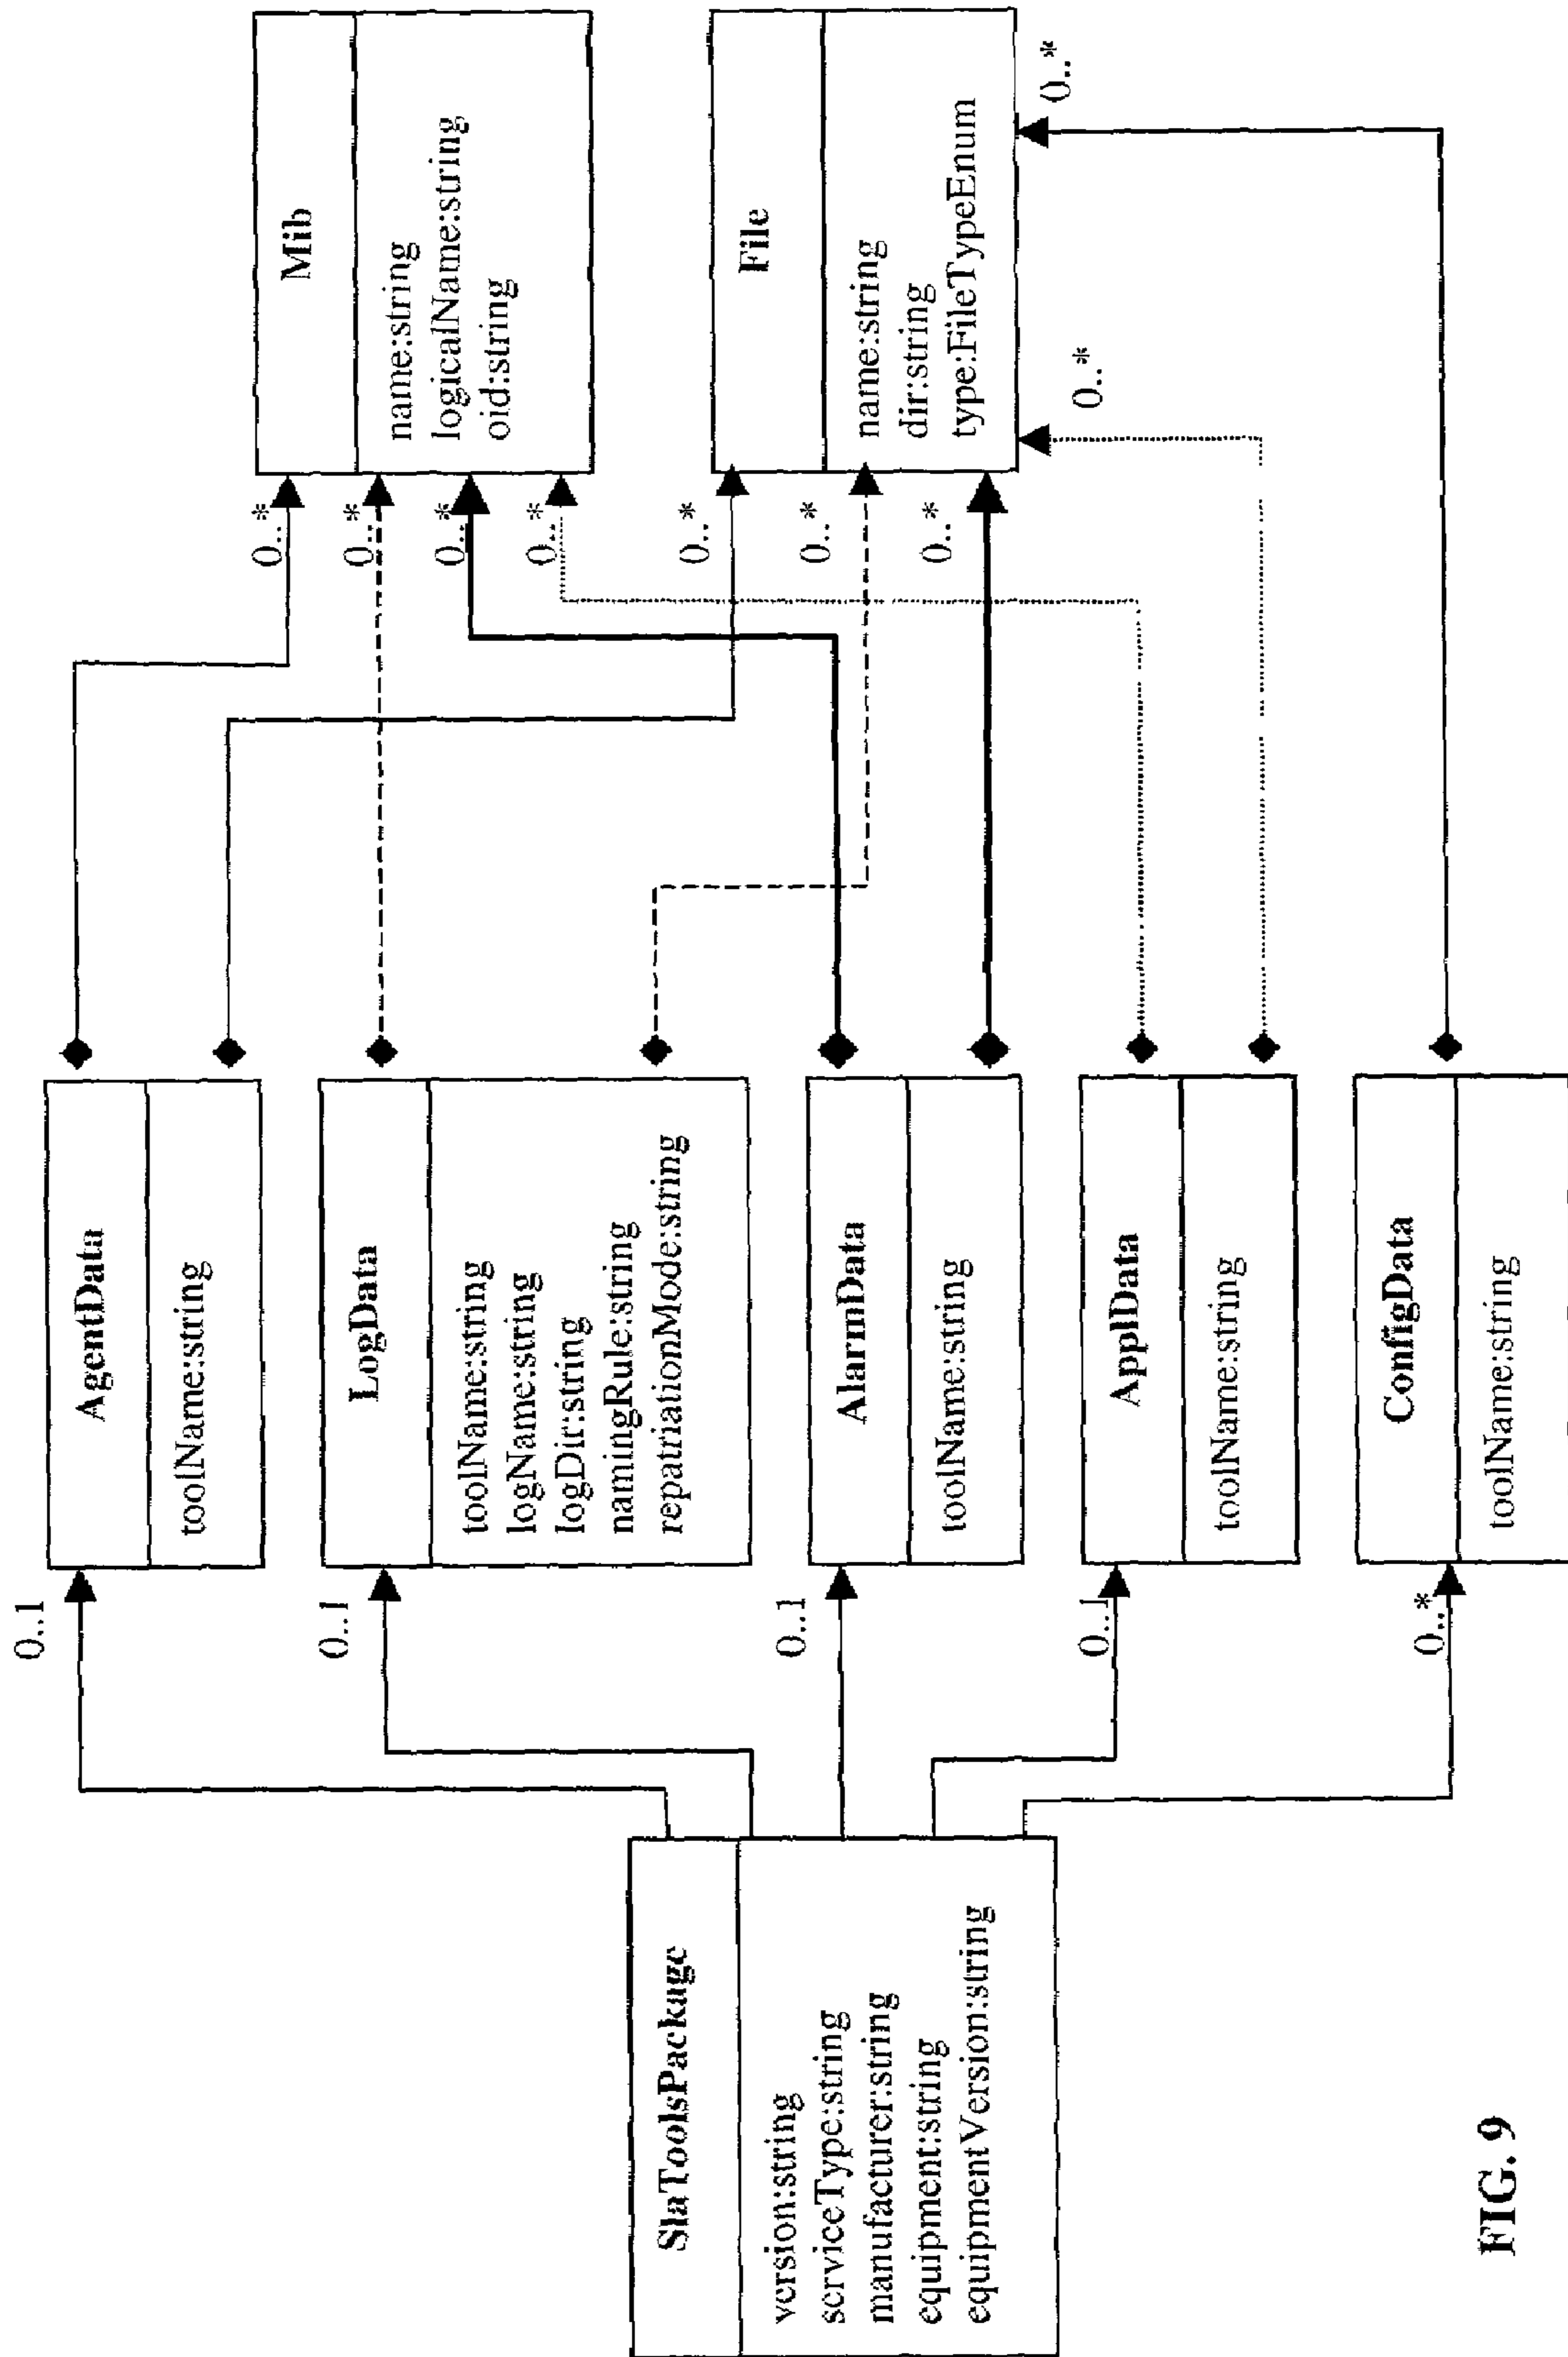 SlaToolsPackage
version:string
serviceType:string
manufacturer:string
equipment:string
equipmentVersion:string
0..1
0..1
0..1
0..1
0..*
AgentData
toolName:string
LogData
toolName:string
logName:string
logDir:string
namingRule:string
repatriationMode:string
AlarmData
toolName:string
ApplData
toolName:string
ConfigData
toolName:string
0..*
0..*
0..*
0..*
0..*
0..*
0..*
0..*
0..*
Mib
name:string
logicalName:string
oid:string
File
name:string
dir:string
type:FileTypeEnum
FIG. 9